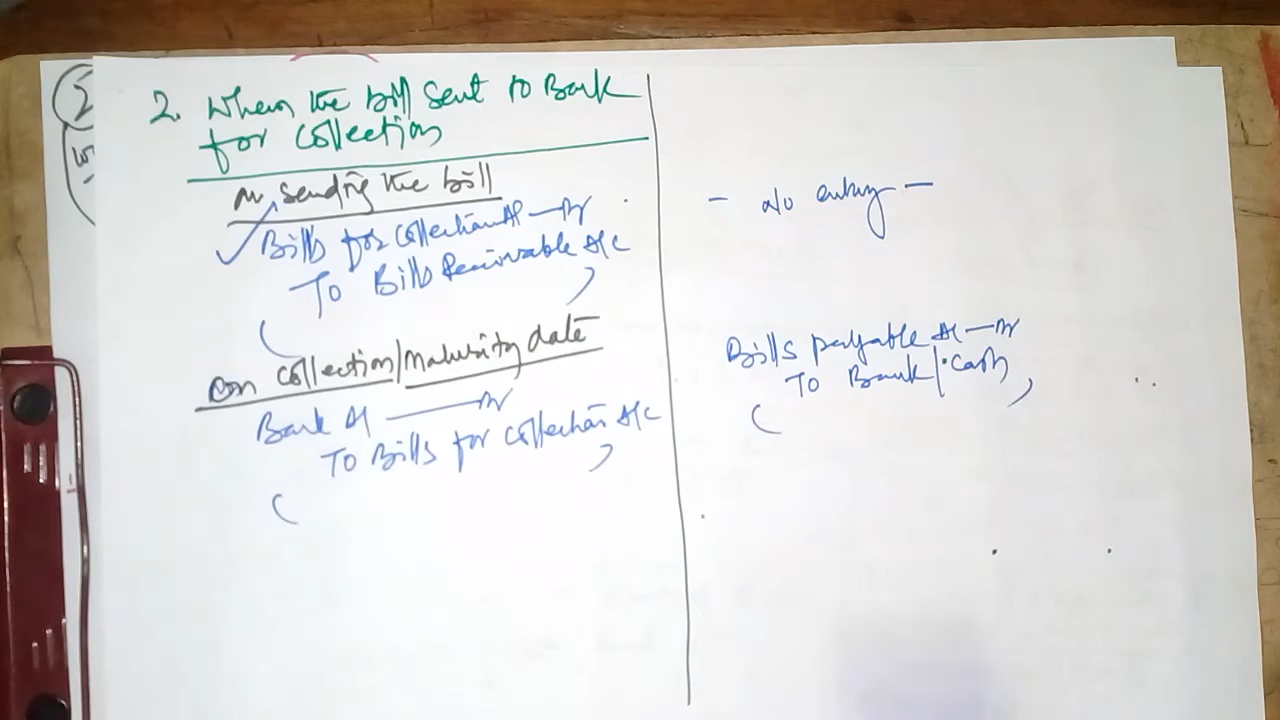 2. When the bill sent to Bank
for collection
on sending the bill
Bills for collection A/c — Dr
To Bills Receivable A/c
On collection/Maturity date
Bank A/c — Dr
To Bills for collection A/c
- No entry -
Bills payable A/c — Dr
To Bank/Cash
2